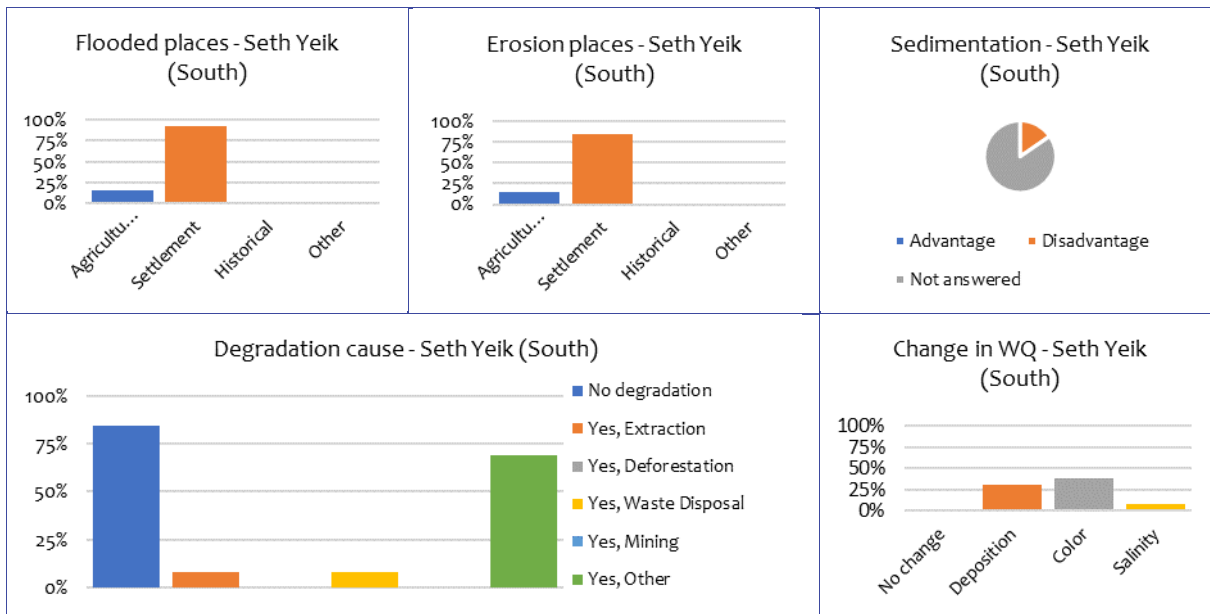 Flooded places - Seth Yeik
(South)
100%
75%
50%
25%
0%
Agricultu...
Settlement
Historical
Other
Erosion places - Seth Yeik
(South)
100%
75%
50%
25%
0%
Agricultu...
Settlement
Historical
Other
Sedimentation - Seth Yeik
(South)
Advantage
Disadvantage
Not answered
Degradation cause - Seth Yeik (South)
100%
75%
50%
25%
0%
No degradation
Yes, Extraction
Yes, Deforestation
Yes, Waste Disposal
Yes, Mining
Yes, Other
Change in WQ - Seth Yeik
(South)
100%
75%
50%
25%
0%
No change
Deposition
Color
Salinity